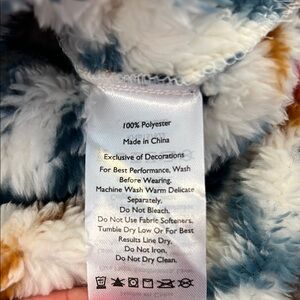 100% Polyester
Made in China
Exclusive of Decorations
For Best Performance, Wash
Before Wearing.
Machine Wash Warm Delicate
Separately.
Do Not Bleach.
Do Not Use Fabric Softeners.
Tumble Dry Low Or For Best
Results Line Dry.
Do Not Iron.
Do Not Dry Clean.